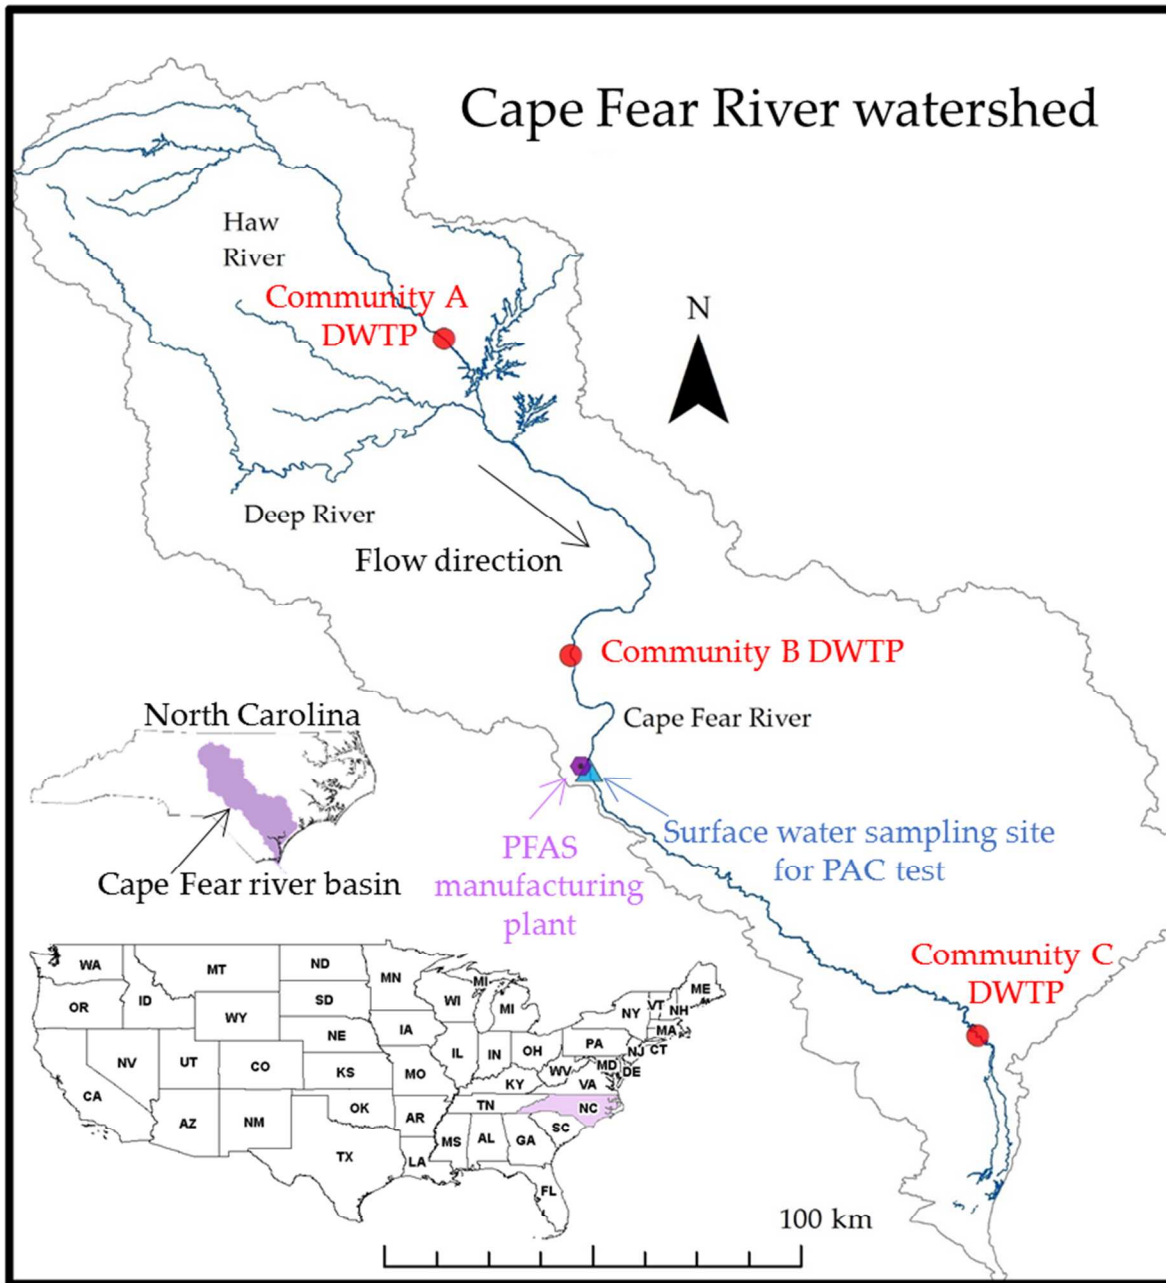 Cape Fear River watershed
Haw
River
Community A
DWTP
N
Deep River
Flow direction
Community B DWTP
North Carolina
Cape Fear River
Surface water sampling site
for PAC test
PFAS
manufacturing
plant
Cape Fear river basin
Community C
DWTP
WA
MT
ND
MN
OR
ID
SD
WI
MI
MI
NY
VT
NH
ME
WY
NE
IA
MA
NV
UT
CO
KS
MO
IL
IN
OH
PA
NJ
CT
CA
WV
MD
DE
KY
VA
AZ
NM
OK
AR
TN
NC
TX
LA
MS
AL
GA
SC
FL
100 km